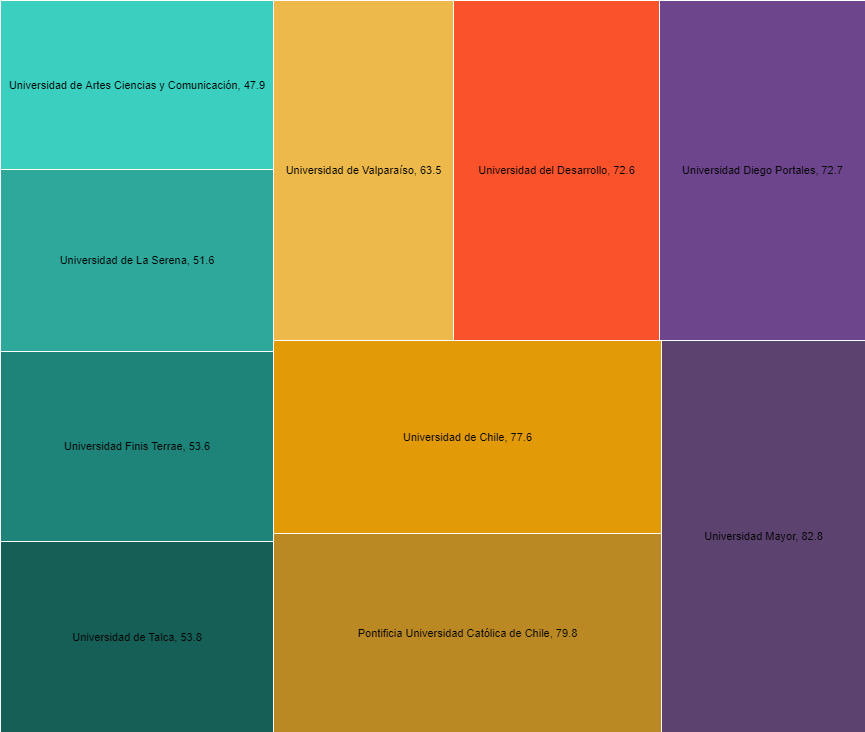 Universidad de Artes Ciencias y Comunicación, 47.9
Universidad de La Serena, 51.6
Universidad Finis Terrae, 53.6
Universidad de Talca, 53.8
Universidad de Valparaíso, 63.5
Universidad del Desarrollo, 72.6
Universidad Diego Portales, 72.7
Universidad de Chile, 77.6
Pontificia Universidad Católica de Chile, 79.8
Universidad Mayor, 82.8